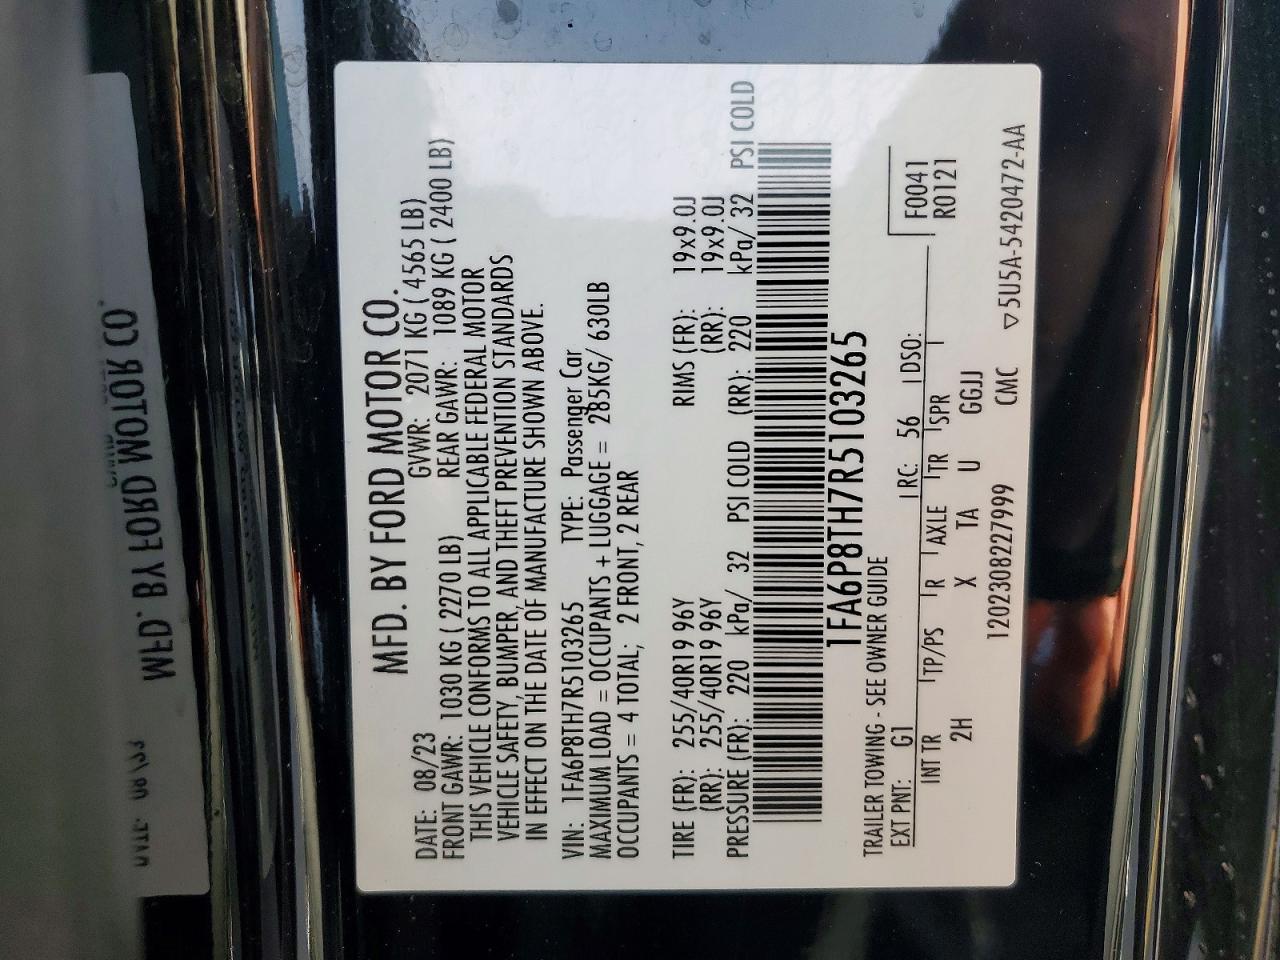 MFD. BY FORD MOTOR CO.
DATE: 08/23 GVWR: 2071 KG ( 4565 LB)
FRONT GAWR: 1030 KG ( 2270 LB) REAR GAWR: 1089 KG ( 2400 LB)
THIS VEHICLE CONFORMS TO ALL APPLICABLE FEDERAL MOTOR
VEHICLE SAFETY, BUMPER, AND THEFT PREVENTION STANDARDS
IN EFFECT ON THE DATE OF MANUFACTURE SHOWN ABOVE.
VIN: 1FA6P8TH7R5103265 TYPE: Passenger Car
MAXIMUM LOAD = OCCUPANTS + LUGGAGE = 285KG/ 630LB
OCCUPANTS = 4 TOTAL; 2 FRONT, 2 REAR
TIRE (FR): 255/40R19 96Y RIMS (FR): 19x9.0J
(RR): 255/40R19 96Y (RR): 19x9.0J
PRESSURE (FR): 220 kPa/ 32 PSI COLD (RR): 220 kPa/ 32 PSI COLD
1FA6P8TH7R5103265
TRAILER TOWING - SEE OWNER GUIDE
F0041
R0121
EXT PNT: G1 RC: 56 DSO:
INT TR TP/PS R AXLE TR SPR
2H X TA U GGJJ
1202308227999 CMC ▽ 5U5A-5420472-AA